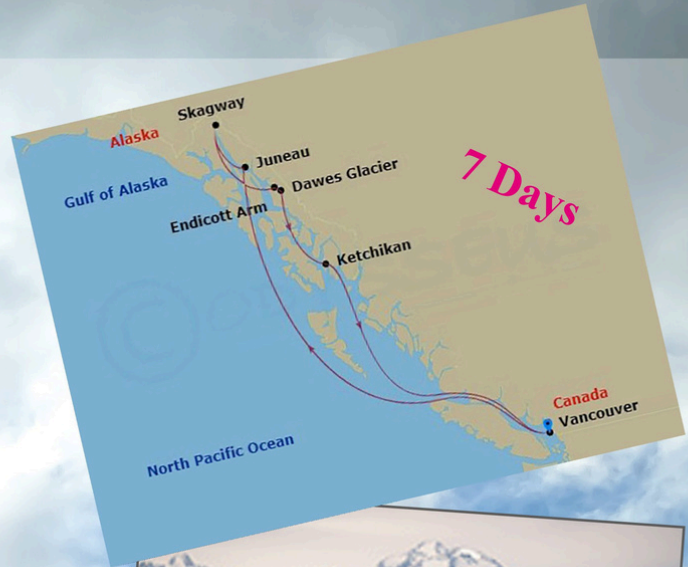 Skagway
Alaska
Juneau
7 Days
Gulf of Alaska
Dawes Glacier
Endicott Arm
Ketchikan
Canada
Vancouver
North Pacific Ocean